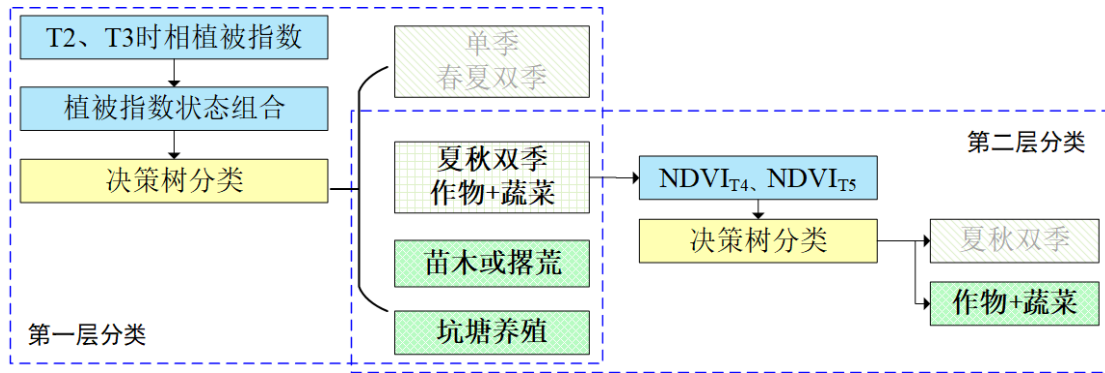 T2、T3时相植被指数
植被指数状态组合
决策树分类
第一层分类
单季
春夏双季
夏秋双季
作物+蔬菜
苗木或撂荒
坑塘养殖
第二层分类
NDVI_T4、NDVI_T5
决策树分类
夏秋双季
作物+蔬菜